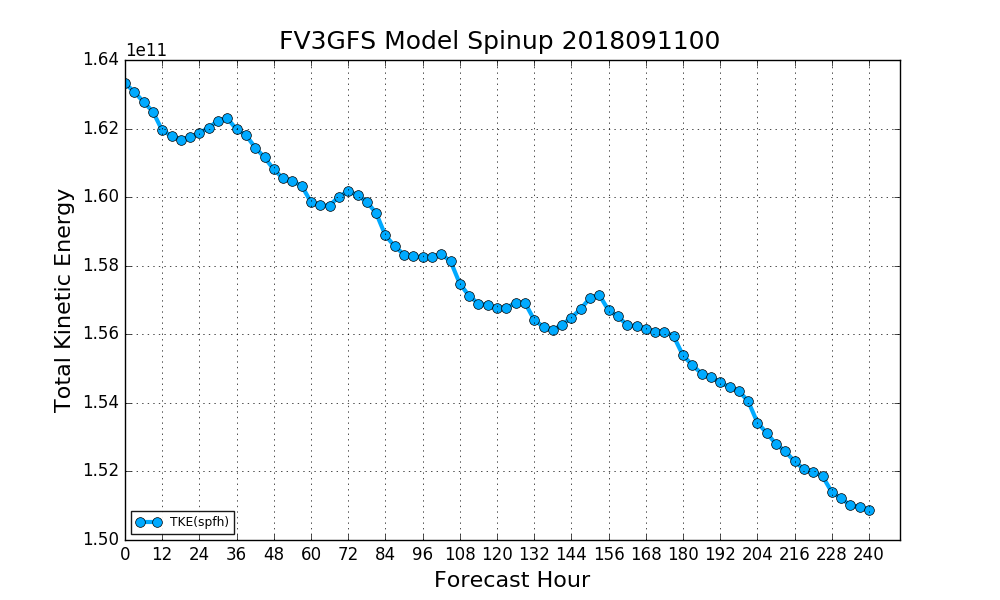 FV3GFS Model Spinup 2018091100
1e11
1.64
1.62
1.60
1.58
1.56
1.54
1.52
1.50
Total Kinetic Energy
TKE(spfh)
0 12 24 36 48 60 72 84 96 108 120 132 144 156 168 180 192 204 216 228 240
Forecast Hour